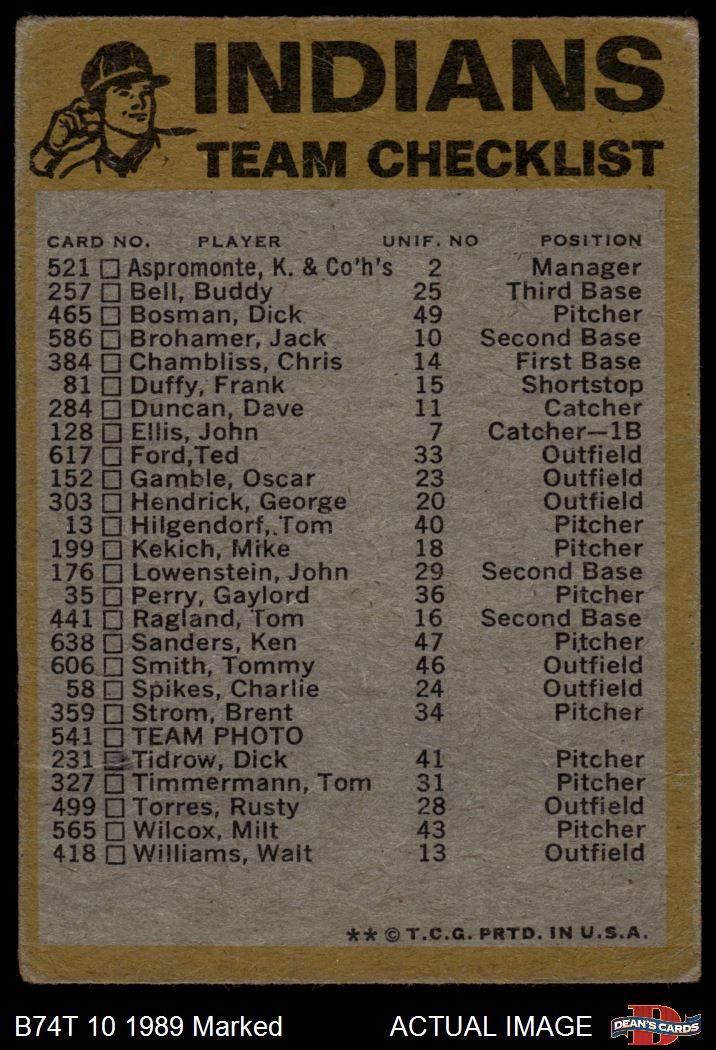 INDIANS
TEAM CHECKLIST
CARD NO. PLAYER UNIF. NO POSITION
521 Aspromonte, K. & Co'h's 2 Manager
257 Bell, Buddy 25 Third Base
465 Bosman, Dick 49 Pitcher
586 Brohamer, Jack 10 Second Base
384 Chambliss, Chris 14 First Base
81 Duffy, Frank 15 Shortstop
284 Duncan, Dave 11 Catcher
128 Ellis, John 7 Catcher—1B
617 Ford,Ted 33 Outfield
152 Gamble, Oscar 23 Outfield
303 Hendrick, George 20 Outfield
13 Hilgendorf, Tom 40 Pitcher
199 Kekich, Mike 18 Pitcher
176 Lowenstein, John 29 Second Base
35 Perry, Gaylord 36 Pitcher
441 Ragland, Tom 16 Second Base
638 Sanders, Ken 47 Pitcher
606 Smith, Tommy 46 Outfield
58 Spikes, Charlie 24 Outfield
359 Strom, Brent 34 Pitcher
541 TEAM PHOTO
231 Tidrow, Dick 41 Pitcher
327 Timmermann, Tom 31 Pitcher
499 Torres, Rusty 28 Outfield
565 Wilcox, Milt 43 Pitcher
418 Williams, Walt 13 Outfield
** © T.C.G. PRTD. IN U.S.A.
B74T 10 1989 Marked ACTUAL IMAGE D DEAN'S CARDS